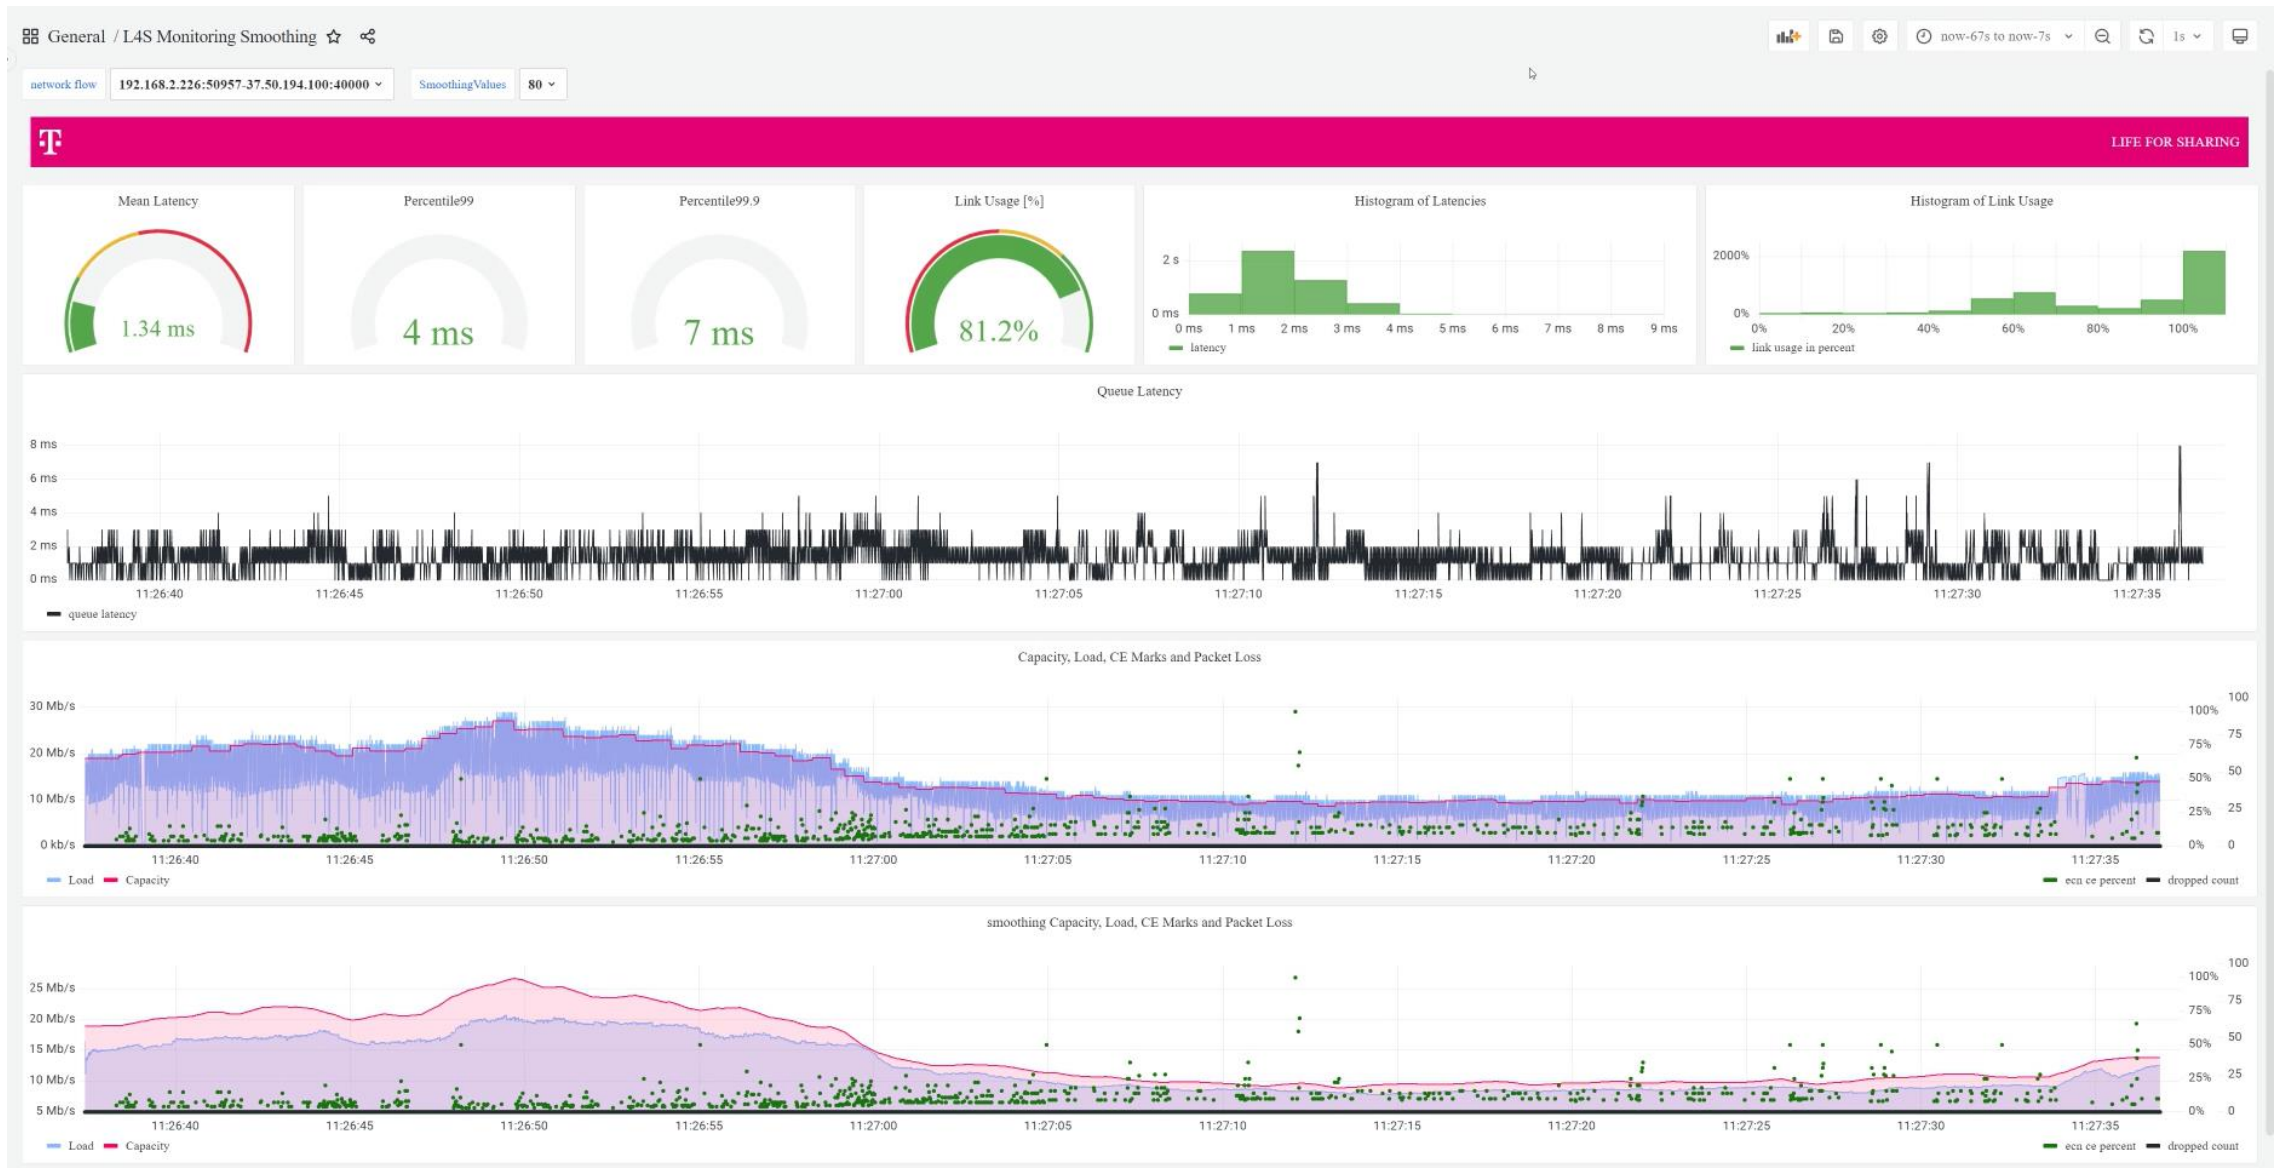 General / L4S Monitoring Smoothing
now-67s to now-7s
1s
network flow 192.168.2.226:50957-37.50.194.100:40000 SmoothingValues 80
T LIFE FOR SHARING
Mean Latency
1.34 ms
Percentile99
4 ms
Percentile99.9
7 ms
Link Usage [%]
81.2%
Histogram of Latencies
2 s
0 ms
0 ms 1 ms 2 ms 3 ms 4 ms 5 ms 6 ms 7 ms 8 ms 9 ms
latency
Histogram of Link Usage
2000%
0%
0% 20% 40% 60% 80% 100%
link usage in percent
Queue Latency
8 ms
6 ms
4 ms
2 ms
0 ms
11:26:40 11:26:45 11:26:50 11:26:55 11:27:00 11:27:05 11:27:10 11:27:15 11:27:20 11:27:25 11:27:30 11:27:35
queue latency
Capacity, Load, CE Marks and Packet Loss
30 Mb/s
20 Mb/s
10 Mb/s
0 kb/s
100%
75%
50%
25%
0%
100
75
50
25
0
11:26:40 11:26:45 11:26:50 11:26:55 11:27:00 11:27:05 11:27:10 11:27:15 11:27:20 11:27:25 11:27:30 11:27:35
Load Capacity ecn ce percent dropped count
smoothing Capacity, Load, CE Marks and Packet Loss
25 Mb/s
20 Mb/s
15 Mb/s
10 Mb/s
5 Mb/s
100%
75%
50%
25%
0%
100
75
50
25
0
11:26:40 11:26:45 11:26:50 11:26:55 11:27:00 11:27:05 11:27:10 11:27:15 11:27:20 11:27:25 11:27:30 11:27:35
Load Capacity ecn ce percent dropped count